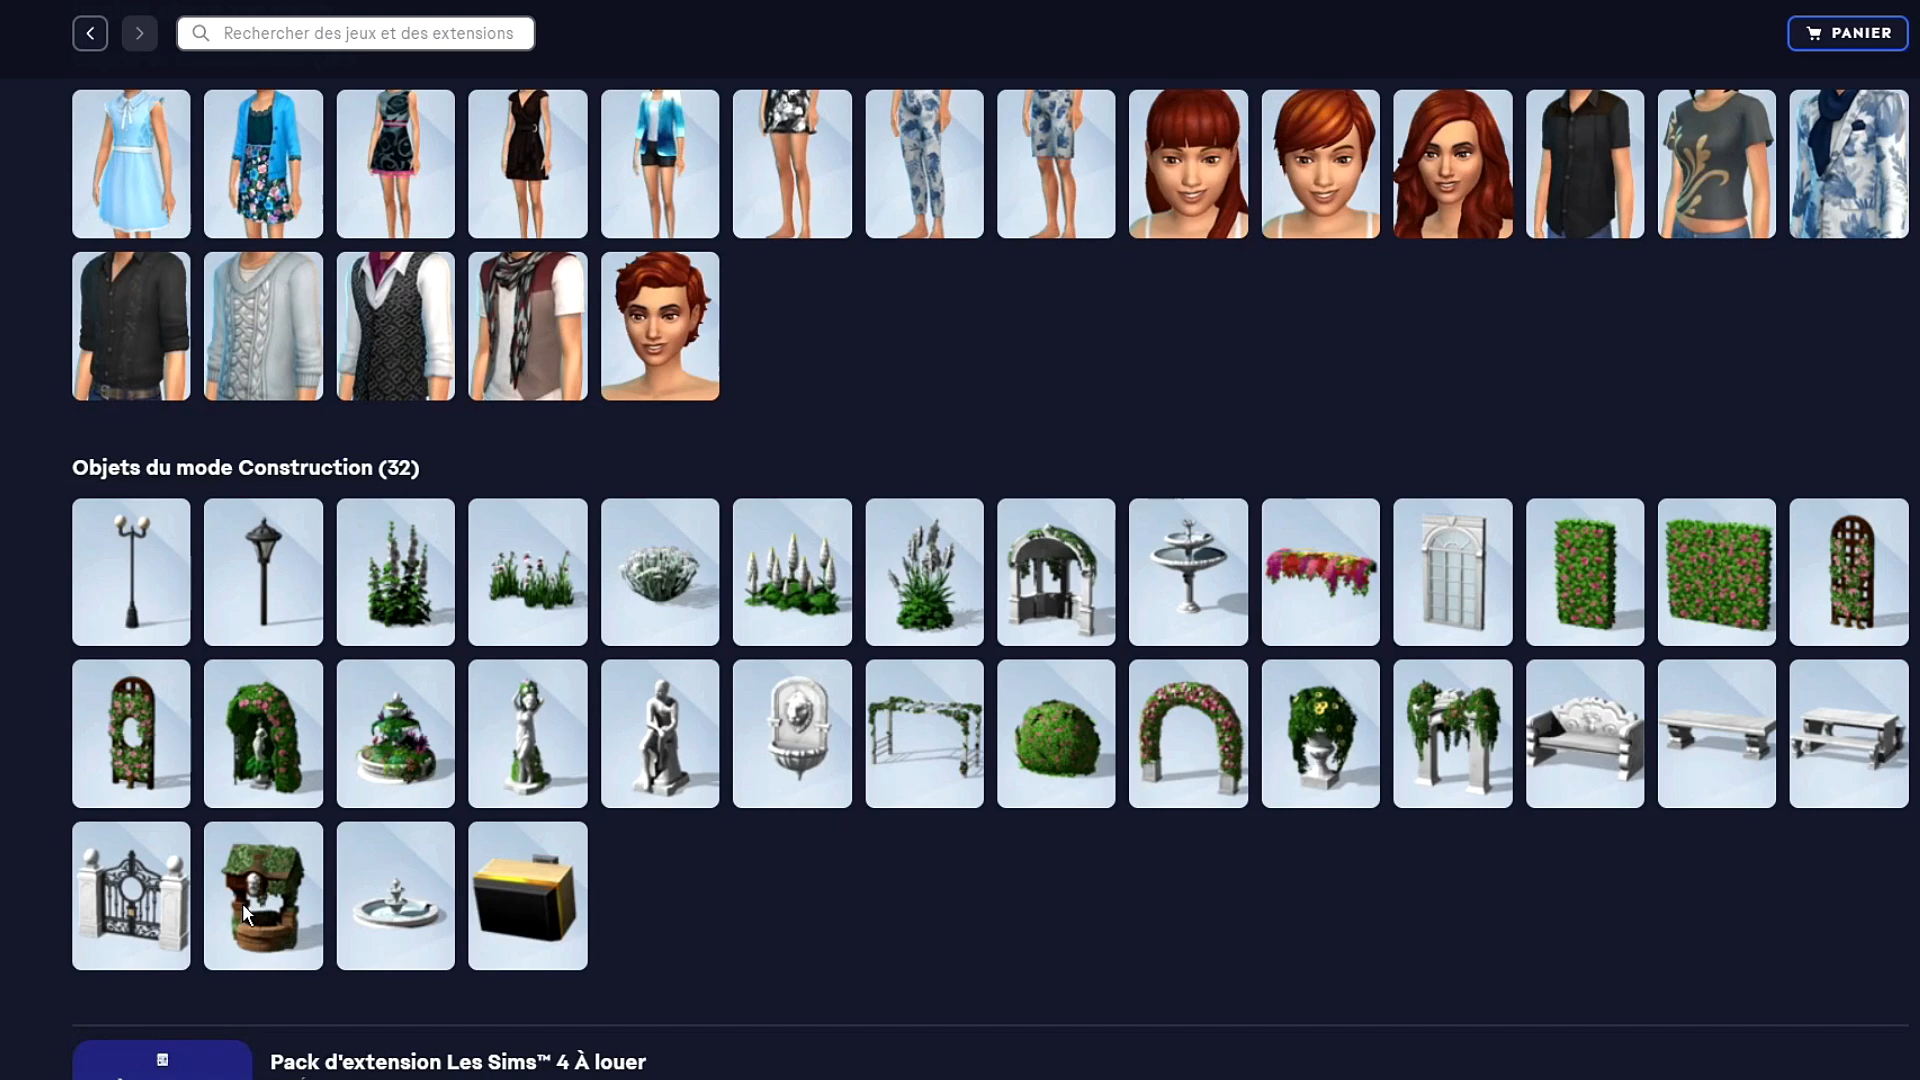 Rechercher des jeux et des extensions
PANIER
Objets du mode Construction (32)
Pack d'extension Les Sims™ 4 À louer